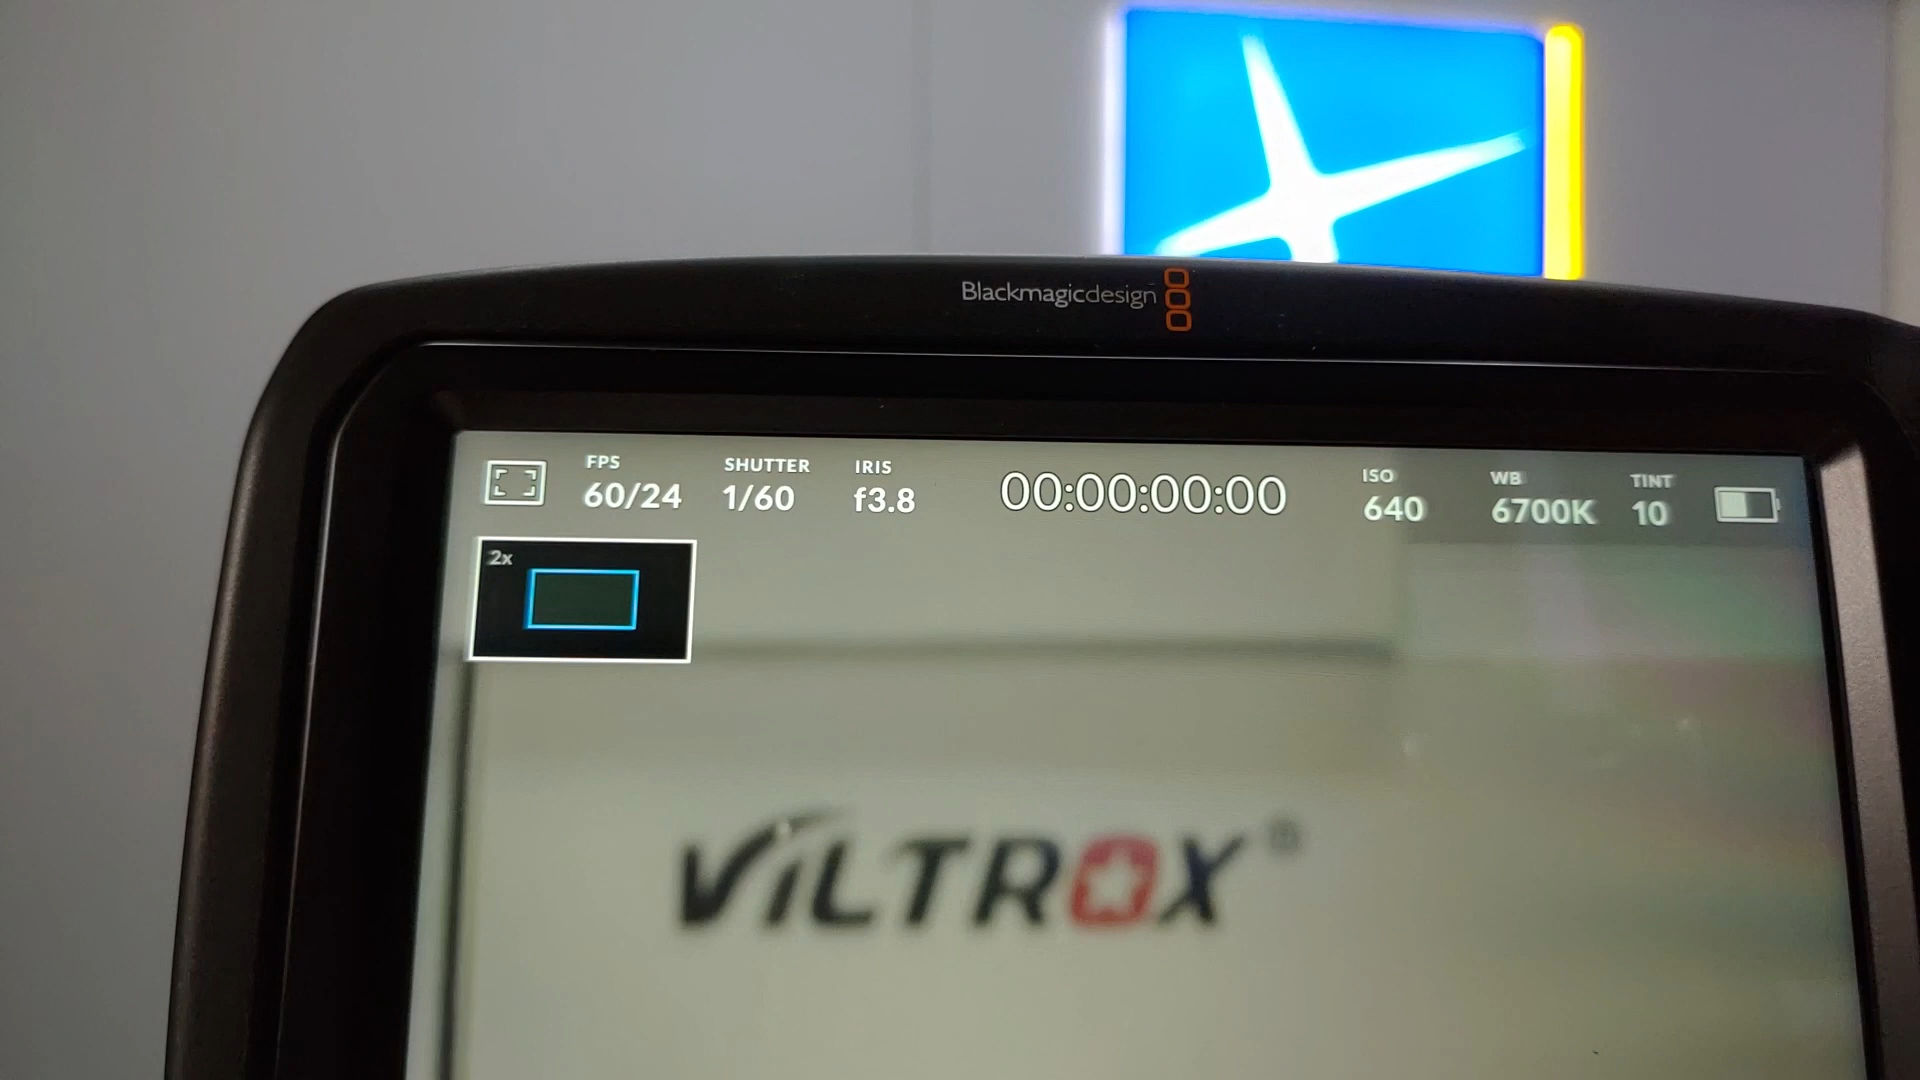 Blackmagicdesign
FPS SHUTTER IRIS ISO WB TINT
60/24 1/60 f3.8 00:00:00:00 640 6700K 10
2x
VILTROX®